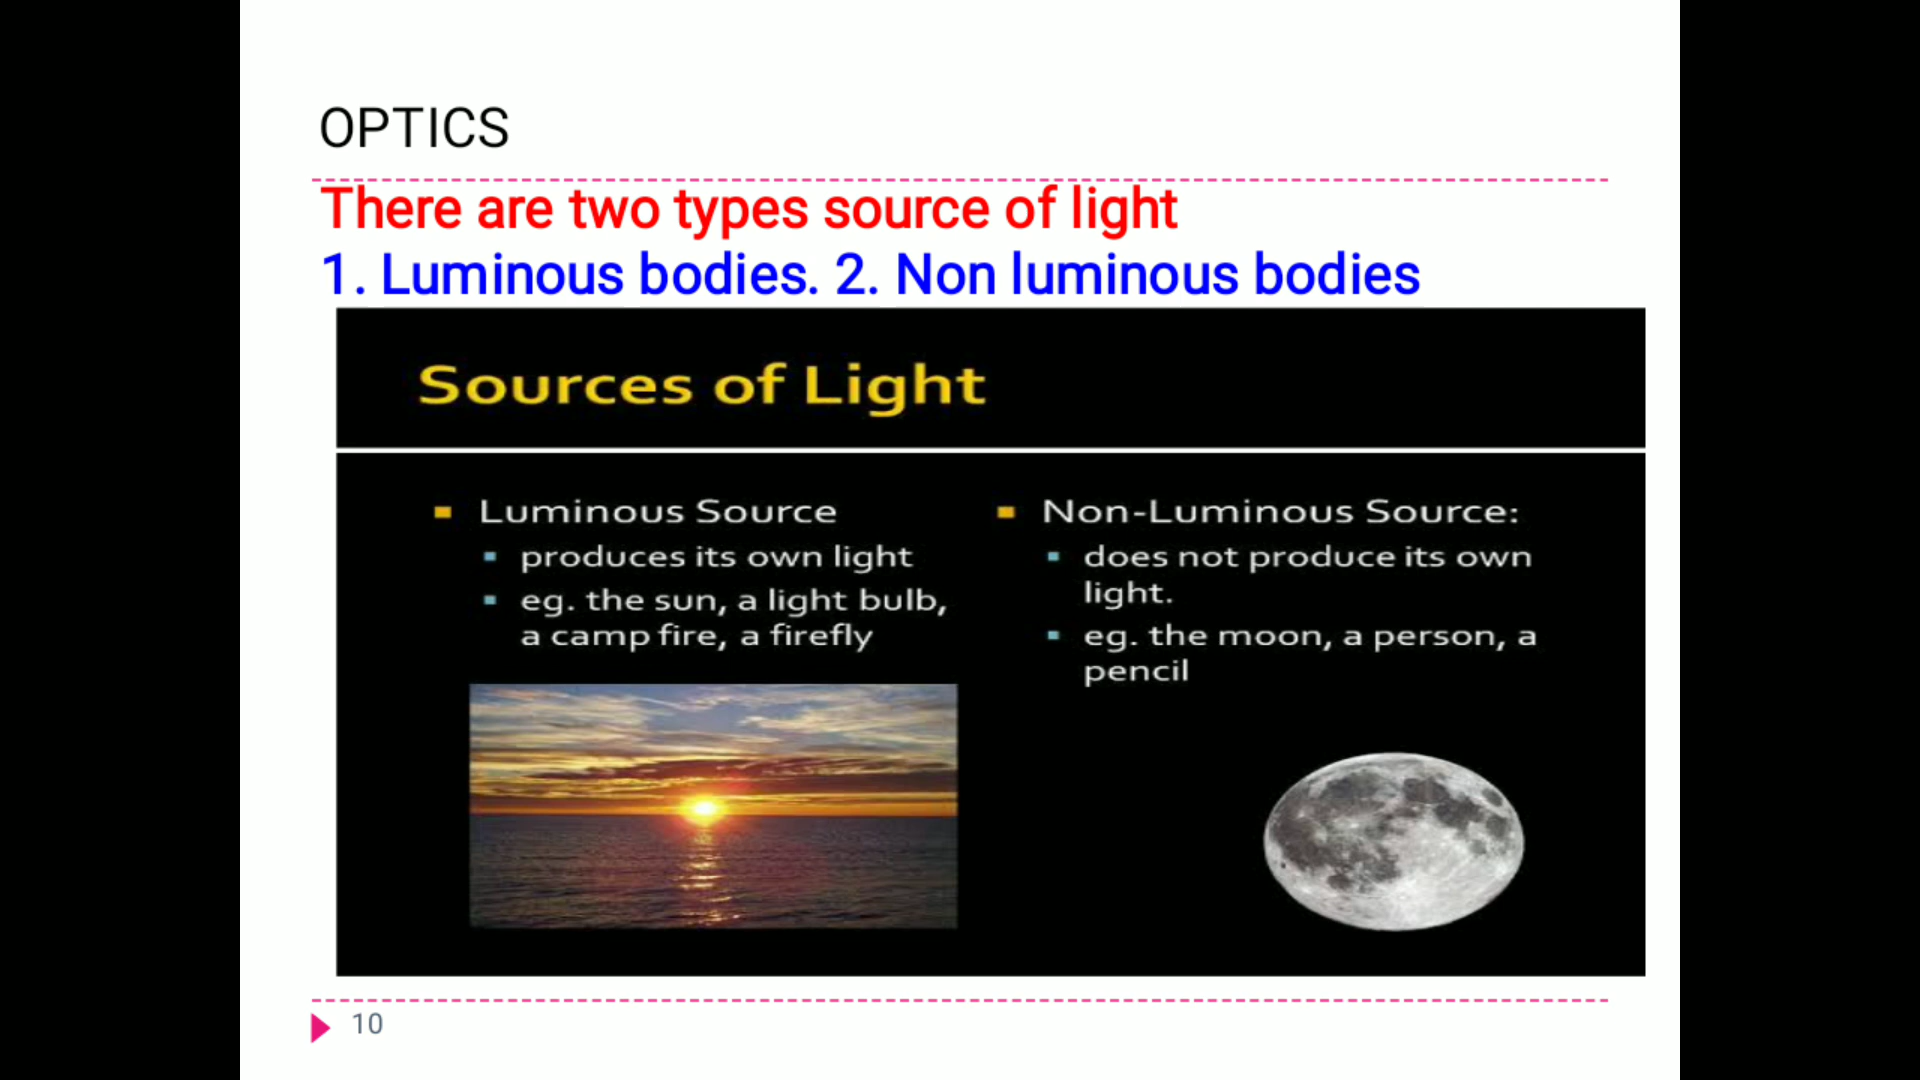 OPTICS
There are two types source of light
1. Luminous bodies. 2. Non luminous bodies
Sources of Light
Luminous Source
produces its own light
eg. the sun, a light bulb,
a camp fire, a firefly
Non-Luminous Source:
does not produce its own
light.
eg. the moon, a person, a
pencil
10